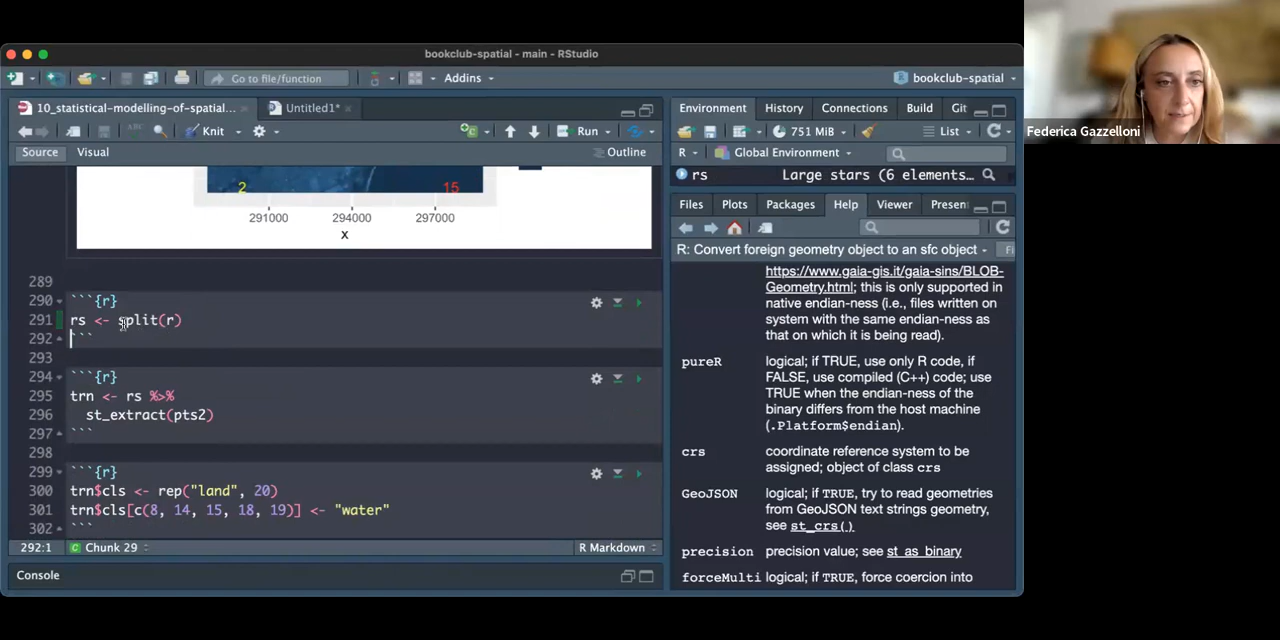 bookclub-spatial - main - RStudio
Go to file/function
Addins
bookclub-spatial
10_statistical-modelling-of-spatial...
Untitled1*
Knit
Run
Source
Visual
Outline
2
15
291000
294000
297000
x
289
290 ```{r}
291 rs <- split(r)
292 ```
293
294 ```{r}
295 trn <- rs %>%
296 st_extract(pts2)
297 ```
298
299 ```{r}
300 trn$cls <- rep("land", 20)
301 trn$cls[c(8, 14, 15, 18, 19)] <- "water"
302 ```
292:1
Chunk 29
R Markdown
Console
Environment
History
Connections
Build
Git
751 MiB
List
R
Global Environment
rs
Large stars (6 elements...
Files
Plots
Packages
Help
Viewer
Presen
R: Convert foreign geometry object to an sfc object
Fi
https://www.gaia-gis.it/gaia-sins/BLOB-
Geometry.html; this is only supported in
native endian-ness (i.e., files written on
system with the same endian-ness as
that on which it is being read).
pureR logical; if TRUE, use only R code, if
FALSE, use compiled (C++) code; use
TRUE when the endian-ness of the
binary differs from the host machine
(.Platform$endian).
crs coordinate reference system to be
assigned; object of class crs
GeoJSON logical; if TRUE, try to read geometries
from GeoJSON text strings geometry,
see st_crs()
precision precision value; see st_as_binary
forceMulti logical; if TRUE, force coercion into
Federica Gazzelloni